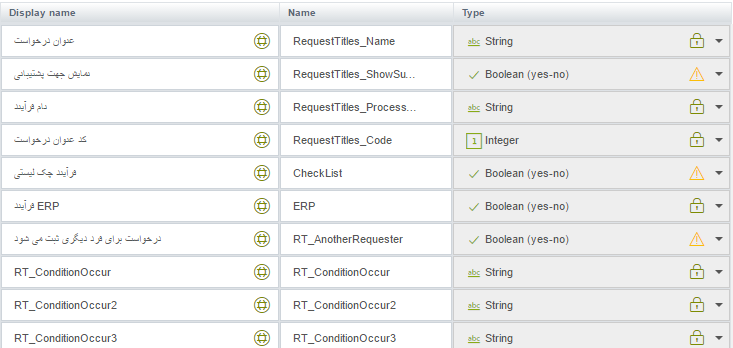 Display name Name Type
عنوان درخواست RequestTitles_Name abc String
نمایش جهت پشتیبانی RequestTitles_ShowSu... Boolean (yes-no)
نام فرآیند RequestTitles_Process... abc String
کد عنوان درخواست RequestTitles_Code 1 Integer
فرآیند چک لیستی CheckList Boolean (yes-no)
فرآیند ERP ERP Boolean (yes-no)
درخواست برای فرد دیگری ثبت می شود RT_AnotherRequester Boolean (yes-no)
RT_ConditionOccur RT_ConditionOccur abc String
RT_ConditionOccur2 RT_ConditionOccur2 abc String
RT_ConditionOccur3 RT_ConditionOccur3 abc String